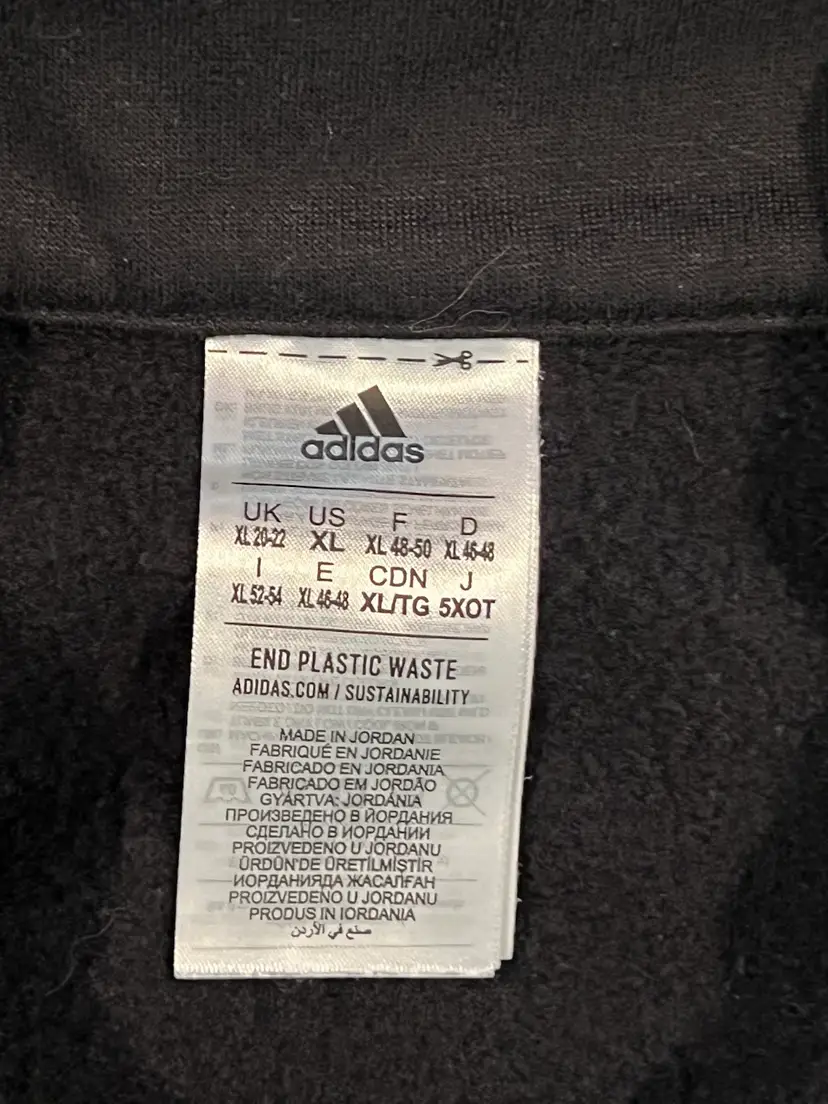 adidas
UK US F D
XL 20-22 XL XL 48-50 XL 46-48
I E CDN J
XL 52-54 XL 46-48 XL/TG 5XOT
END PLASTIC WASTE
ADIDAS.COM / SUSTAINABILITY
MADE IN JORDAN
FABRIQUÉ EN JORDANIE
FABRICADO EN JORDANIA
FABRICADO EM JORDÃO
GYÁRTVA: JORDÁNIA
ПРОИЗВЕДЕНО В ЙОРДАНИЯ
СДЕЛАНО В ИОРДАНИИ
PROIZVEDENO U JORDANU
ÜRDÜN'DE ÜRETİLMİŞTİR
ИОРДАНИЯДА ЖАСАЛҒАН
PROIZVEDENO U JORDANU
PRODUS IN IORDANIA
صنع في الأردن